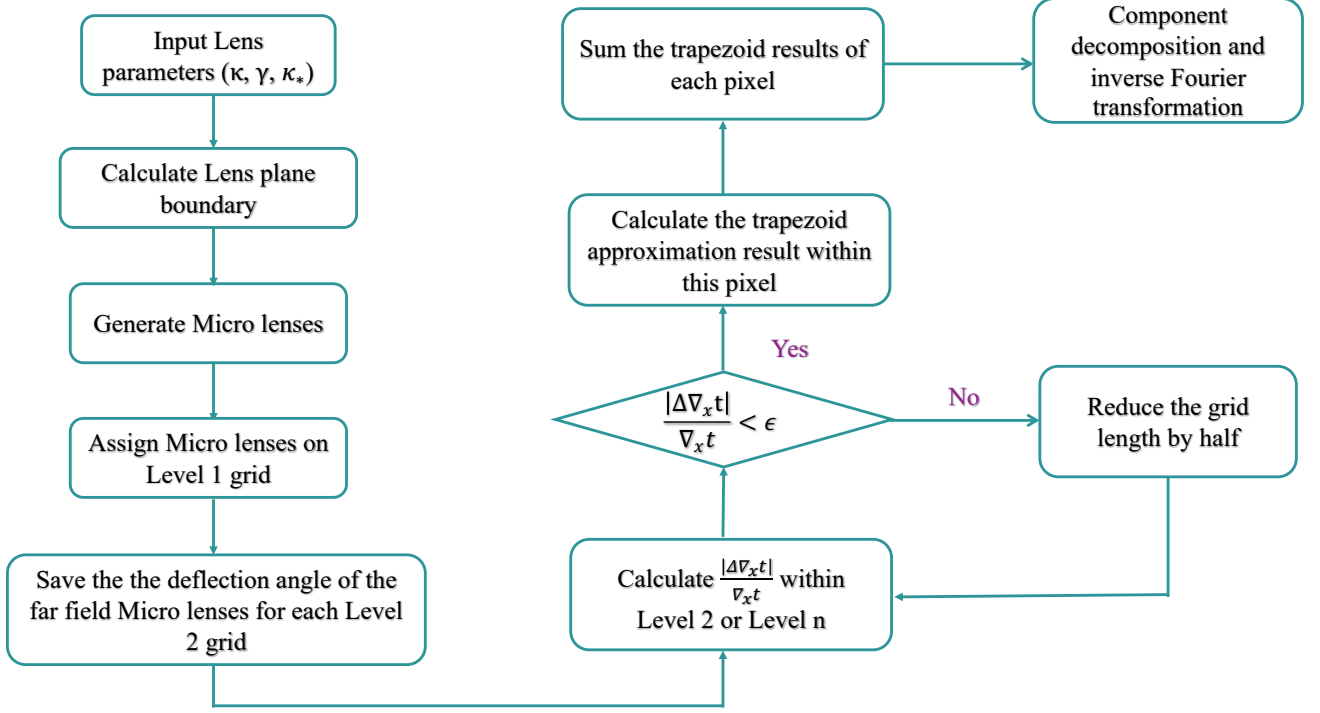 Input Lens
parameters (κ, γ, κ*)
Calculate Lens plane
boundary
Generate Micro lenses
Assign Micro lenses on
Level 1 grid
Save the the deflection angle of the
far field Micro lenses for each Level
2 grid
Calculate |Δ∇ₓt|/∇ₓt within
Level 2 or Level n
|Δ∇ₓt|/∇ₓt < ϵ
Yes
No
Reduce the grid
length by half
Calculate the trapezoid
approximation result within
this pixel
Sum the trapezoid results of
each pixel
Component
decomposition and
inverse Fourier
transformation